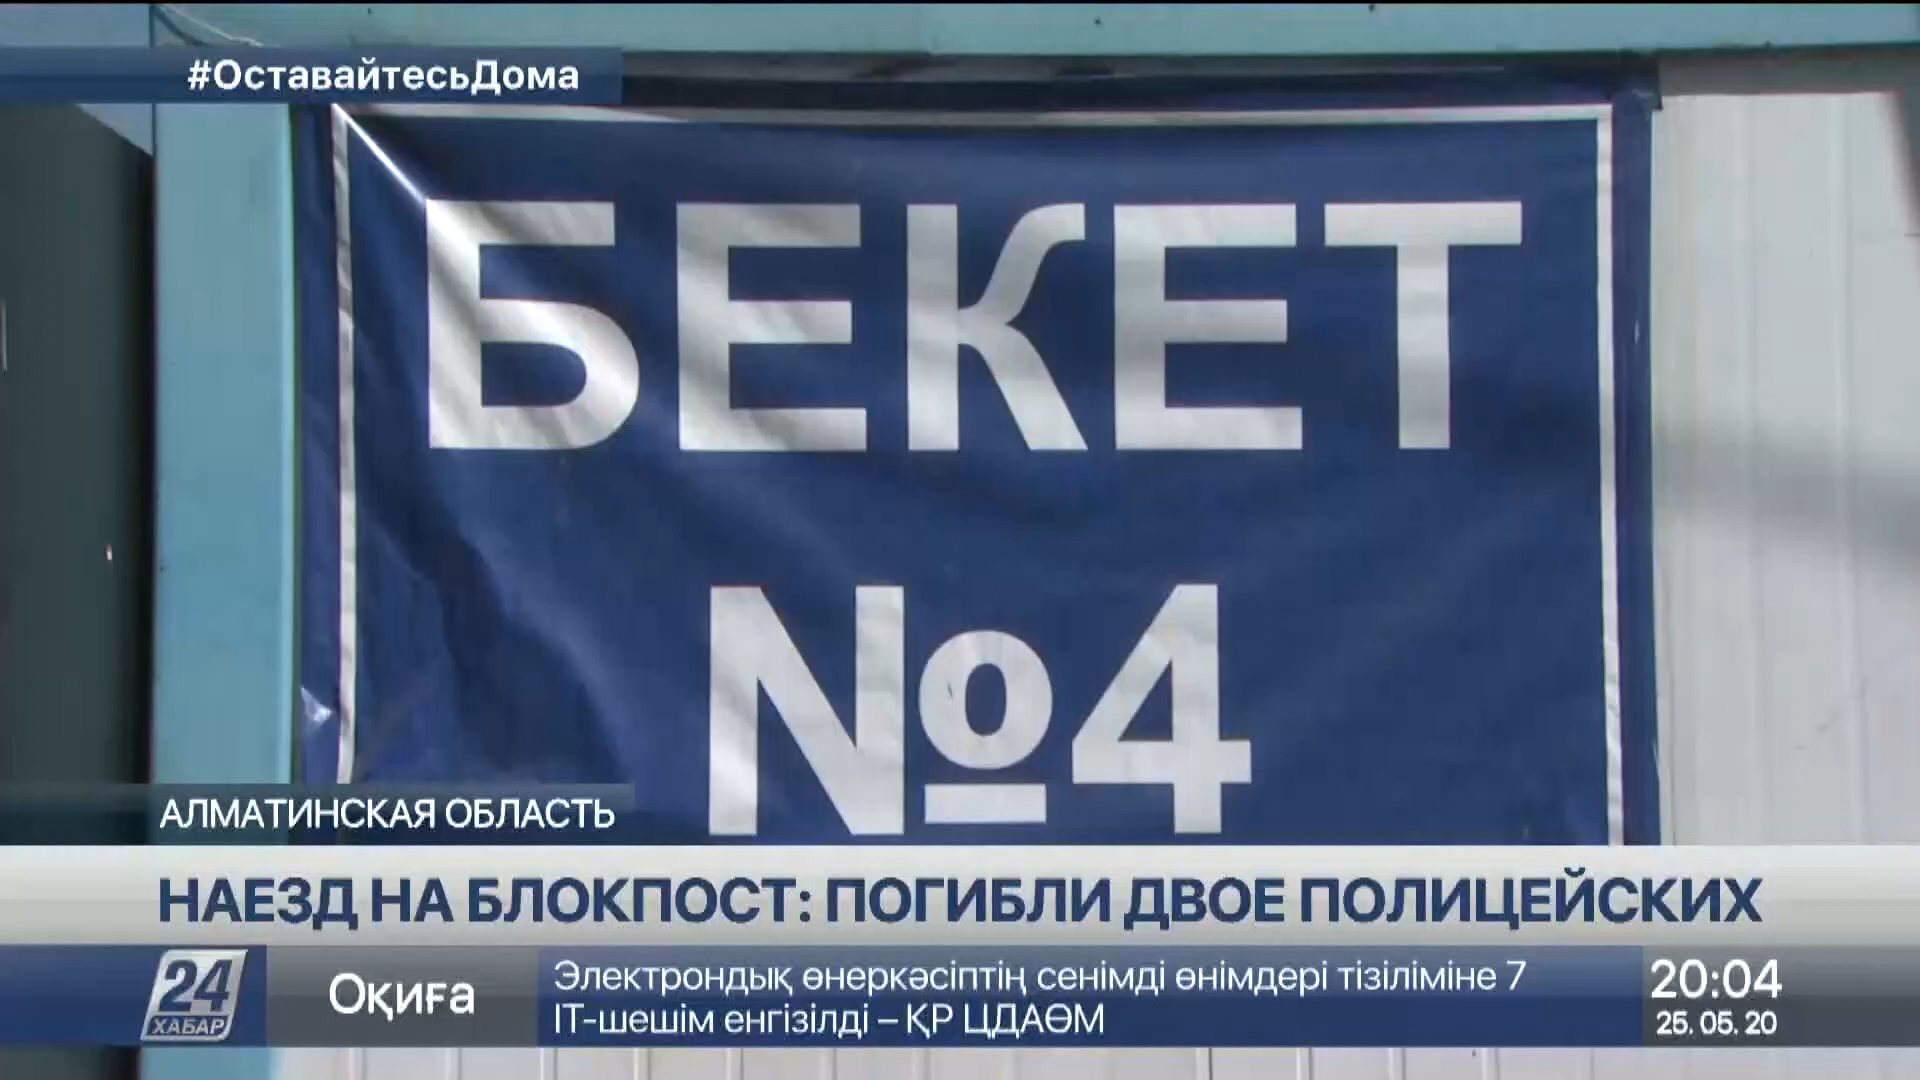 #ОставайтесьДома
БЕКЕТ
№4
АЛМАТИНСКАЯ ОБЛАСТЬ
НАЕЗД НА БЛОКПОСТ: ПОГИБЛИ ДВОЕ ПОЛИЦЕЙСКИХ
24
ХАБАР
Оқиға
Электрондық өнеркәсіптің сенімді өнімдері тізіліміне 7
ІТ-шешім енгізілді – ҚР ЦДАӨМ
20:04
25. 05. 20